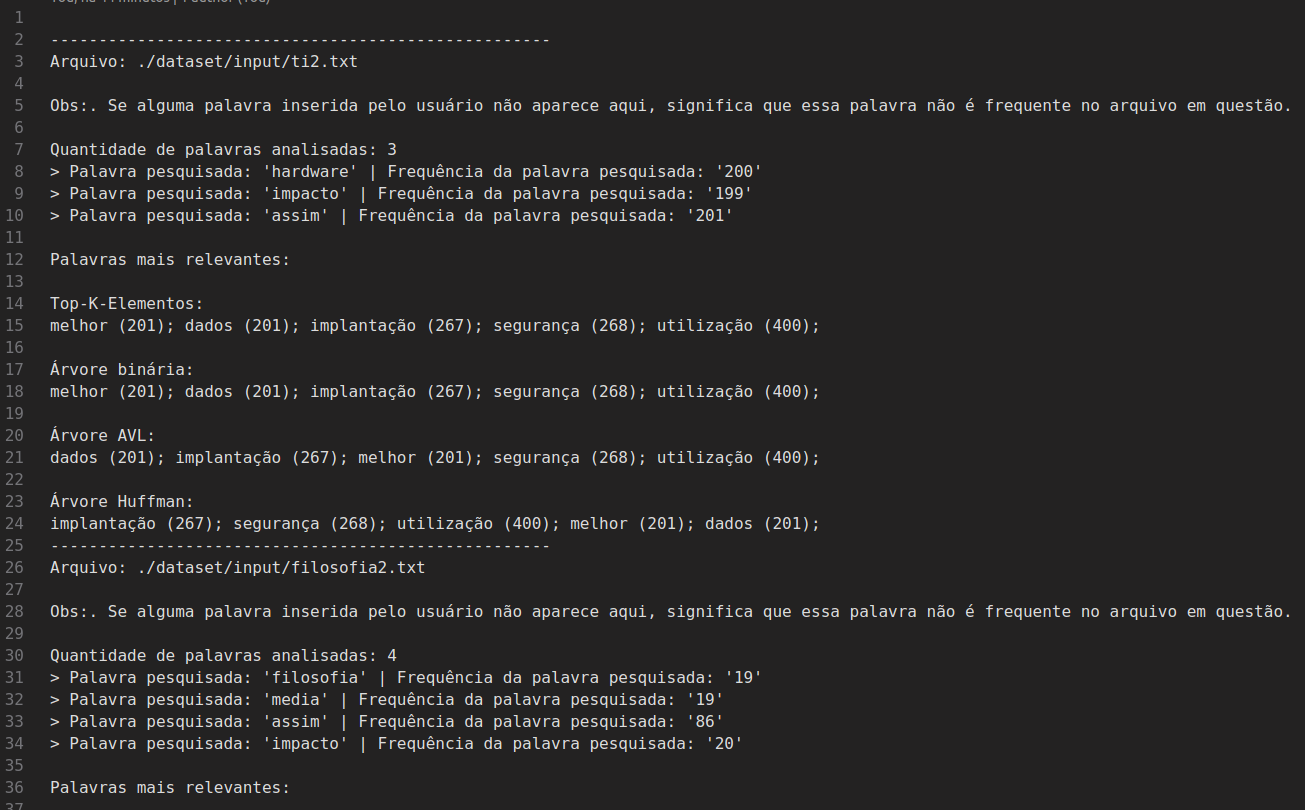 1
2 ----------------------------------------------------
3 Arquivo: ./dataset/input/ti2.txt
4
5 Obs:. Se alguma palavra inserida pelo usuário não aparece aqui, significa que essa palavra não é frequente no arquivo em questão.
6
7 Quantidade de palavras analisadas: 3
8 > Palavra pesquisada: 'hardware' | Frequência da palavra pesquisada: '200'
9 > Palavra pesquisada: 'impacto' | Frequência da palavra pesquisada: '199'
10 > Palavra pesquisada: 'assim' | Frequência da palavra pesquisada: '201'
11
12 Palavras mais relevantes:
13
14 Top-K-Elementos:
15 melhor (201); dados (201); implantação (267); segurança (268); utilização (400);
16
17 Árvore binária:
18 melhor (201); dados (201); implantação (267); segurança (268); utilização (400);
19
20 Árvore AVL:
21 dados (201); implantação (267); melhor (201); segurança (268); utilização (400);
22
23 Árvore Huffman:
24 implantação (267); segurança (268); utilização (400); melhor (201); dados (201);
25 ----------------------------------------------------
26 Arquivo: ./dataset/input/filosofia2.txt
27
28 Obs:. Se alguma palavra inserida pelo usuário não aparece aqui, significa que essa palavra não é frequente no arquivo em questão.
29
30 Quantidade de palavras analisadas: 4
31 > Palavra pesquisada: 'filosofia' | Frequência da palavra pesquisada: '19'
32 > Palavra pesquisada: 'media' | Frequência da palavra pesquisada: '19'
33 > Palavra pesquisada: 'assim' | Frequência da palavra pesquisada: '86'
34 > Palavra pesquisada: 'impacto' | Frequência da palavra pesquisada: '20'
35
36 Palavras mais relevantes:
37